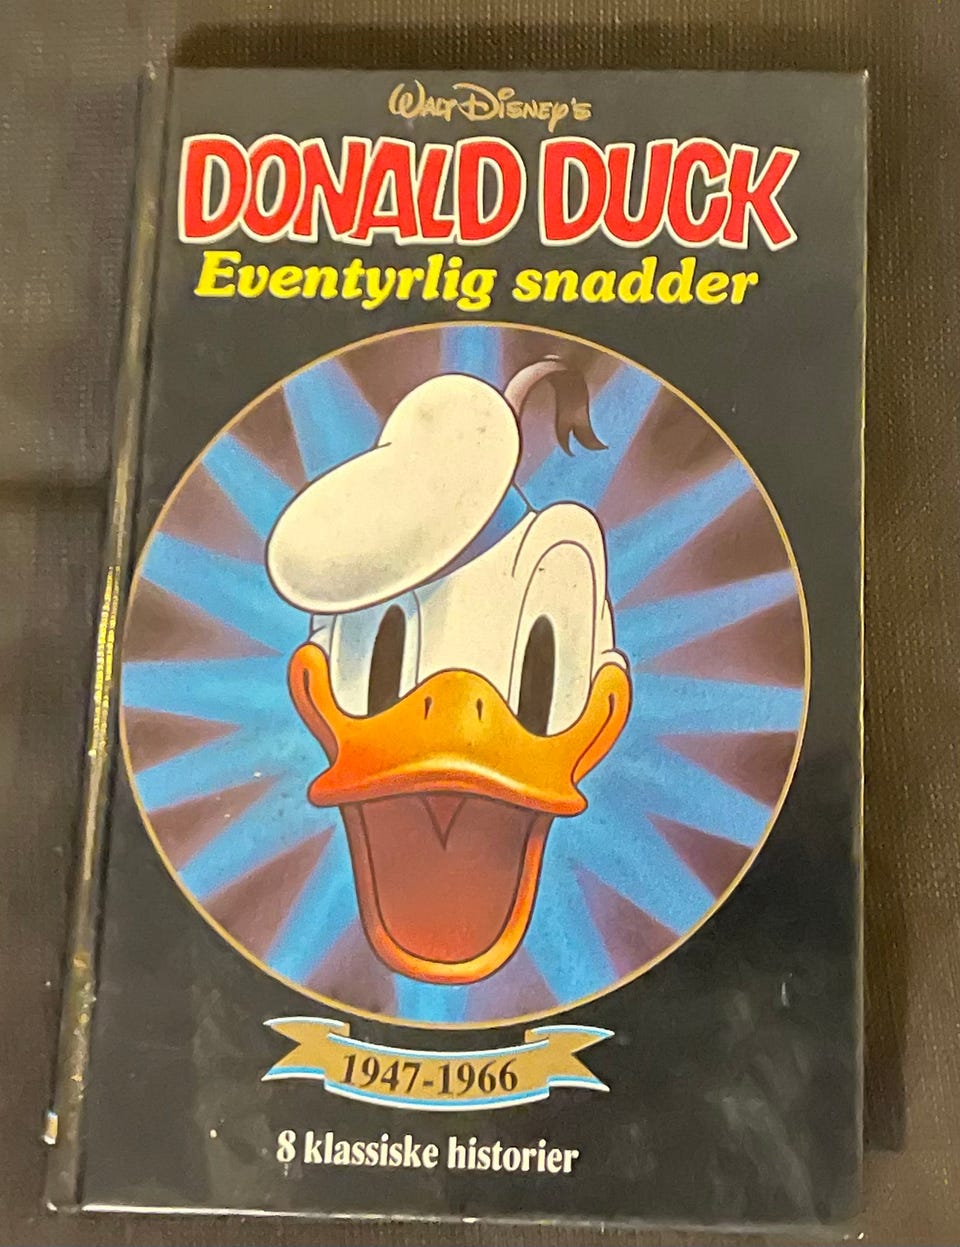 Walt Disney's
DONALD DUCK
Eventyrlig snadder
1947-1966
8 klassiske historier